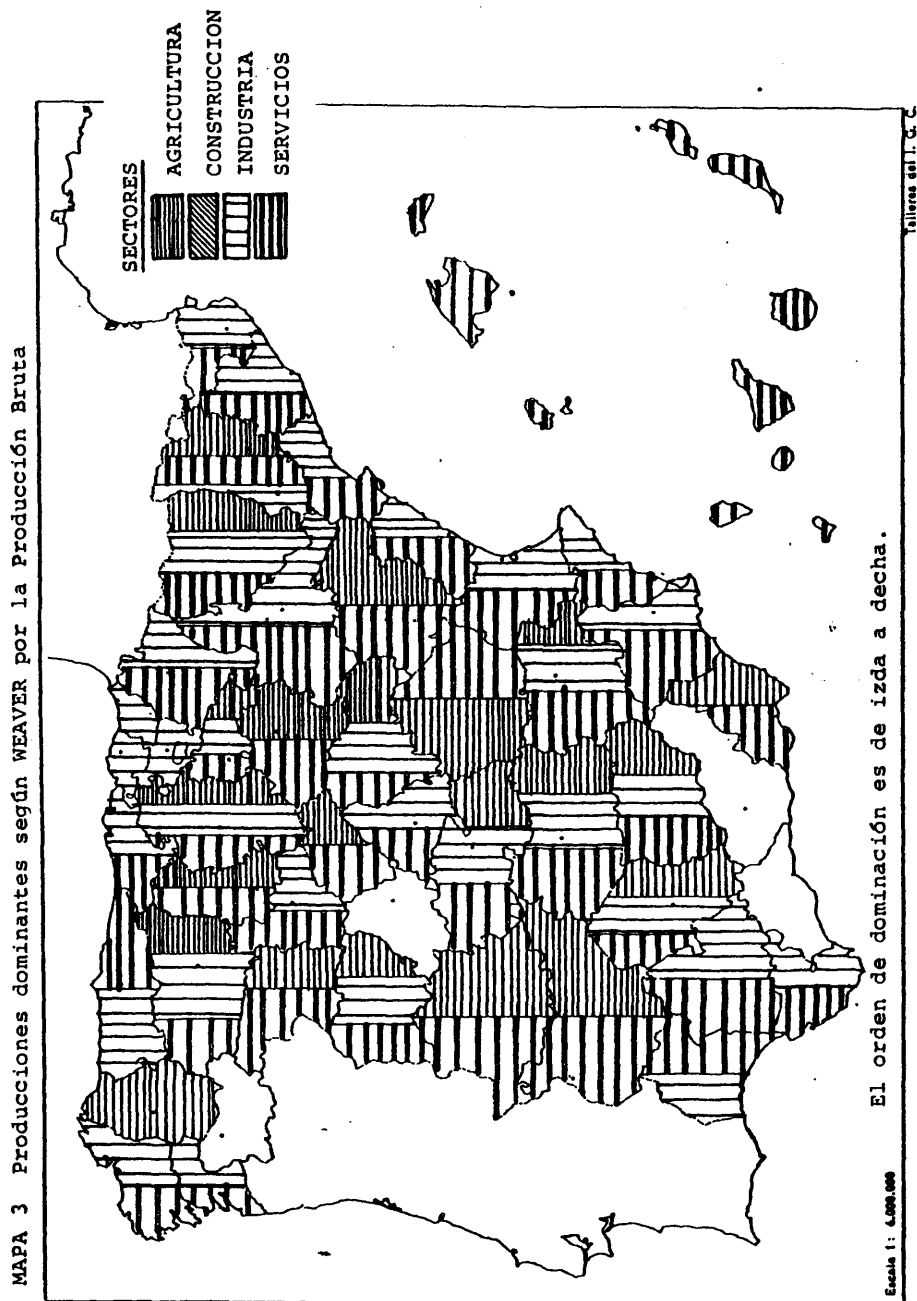 MAPA 3 Producciones dominantes según WEAVER por la Producción Bruta
SECTORES
AGRICULTURA
CONSTRUCCION
INDUSTRIA
SERVICIOS
El orden de dominación es de izda a decha.
Escala 1: 4.000.000
Talleres del I. G. C.